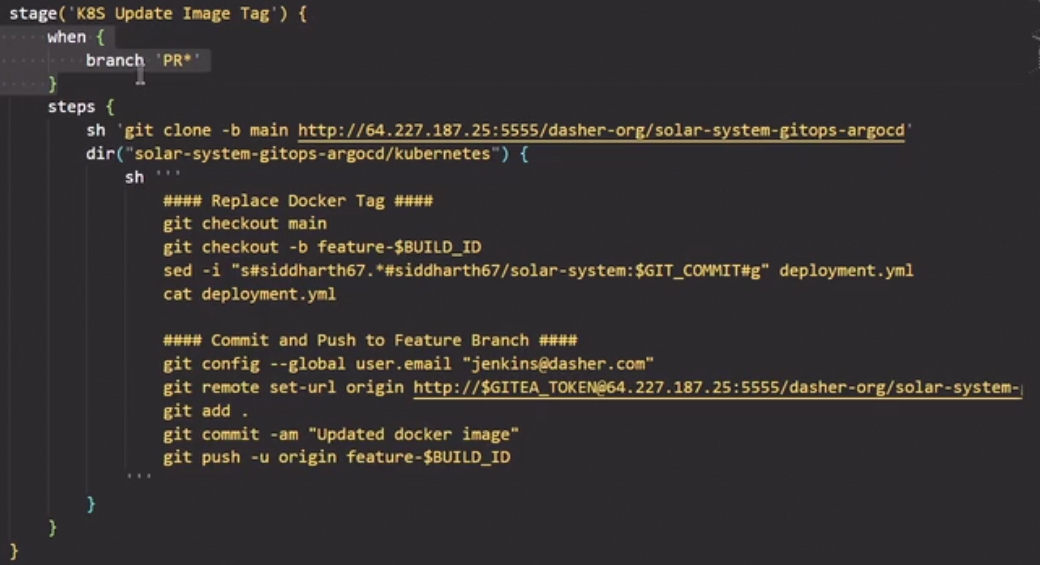 stage('K8S Update Image Tag') {
when {
branch 'PR*'
}
steps {
sh 'git clone -b main http://64.227.187.25:5555/dasher-org/solar-system-gitops-argocd'
dir("solar-system-gitops-argocd/kubernetes") {
sh '''
#### Replace Docker Tag ####
git checkout main
git checkout -b feature-$BUILD_ID
sed -i "s#siddharth67.*#siddharth67/solar-system:$GIT_COMMIT#g" deployment.yml
cat deployment.yml
#### Commit and Push to Feature Branch ####
git config --global user.email "jenkins@dasher.com"
git remote set-url origin http://$GITEA_TOKEN@64.227.187.25:5555/dasher-org/solar-system-
git add .
git commit -am "Updated docker image"
git push -u origin feature-$BUILD_ID
'''
}
}
}